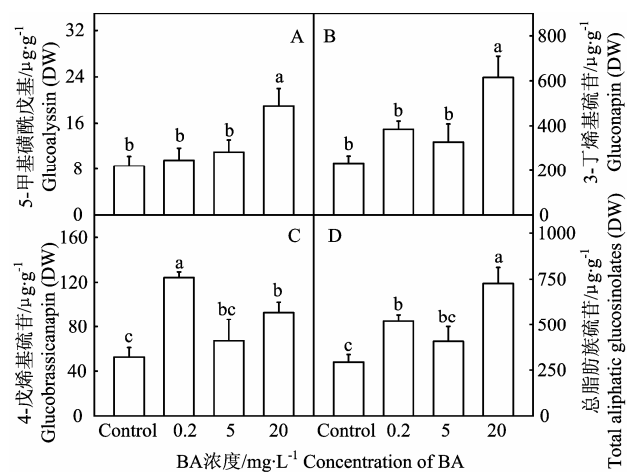 5-甲基磺酰戊基/μg·g⁻¹
Glucoalyssin (DW)
32
24
16
8
0
A
b
b
b
a
B
b
b
b
a
800
600
400
200
0
3-丁烯基硫苷/μg·g⁻¹
Gluconapin (DW)
4-戊烯基硫苷/μg·g⁻¹
Glucobrassicanapin (DW)
160
120
80
40
0
C
c
a
bc
b
D
c
b
bc
a
1000
750
500
250
0
总脂肪族硫苷/μg·g⁻¹
Total aliphatic glucosinolates (DW)
Control 0.2 5 20 Control 0.2 5 20
BA浓度/mg·L⁻¹ Concentration of BA